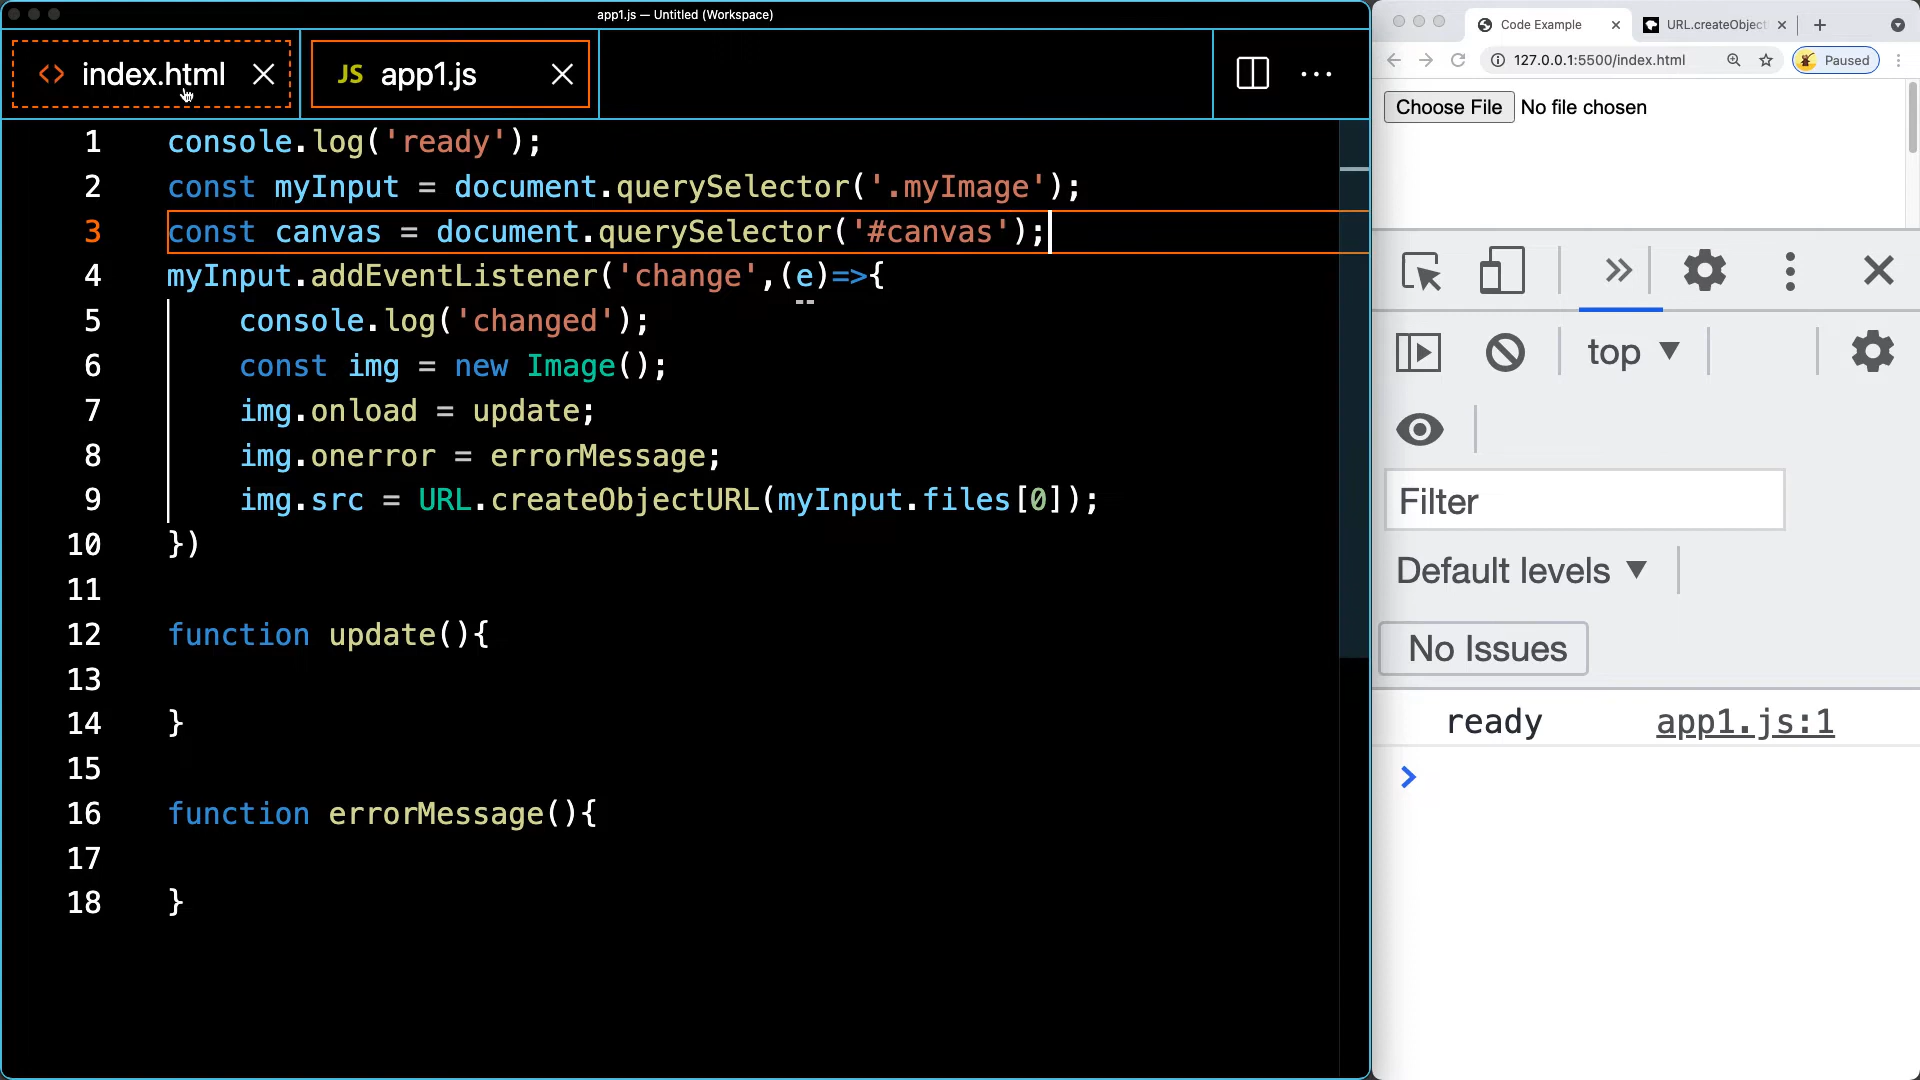 app1.js — Untitled (Workspace)
<> index.html
JS app1.js
1 console.log('ready');
2 const myInput = document.querySelector('.myImage');
3 const canvas = document.querySelector('#canvas');
4 myInput.addEventListener('change',(e)=>{
5 console.log('changed');
6 const img = new Image();
7 img.onload = update;
8 img.onerror = errorMessage;
9 img.src = URL.createObjectURL(myInput.files[0]);
10 })
11
12 function update(){
13
14 }
15
16 function errorMessage(){
17
18 }
Code Example
URL.createObject
127.0.0.1:5500/index.html
Paused
Choose File No file chosen
top
Filter
Default levels
No Issues
ready app1.js:1